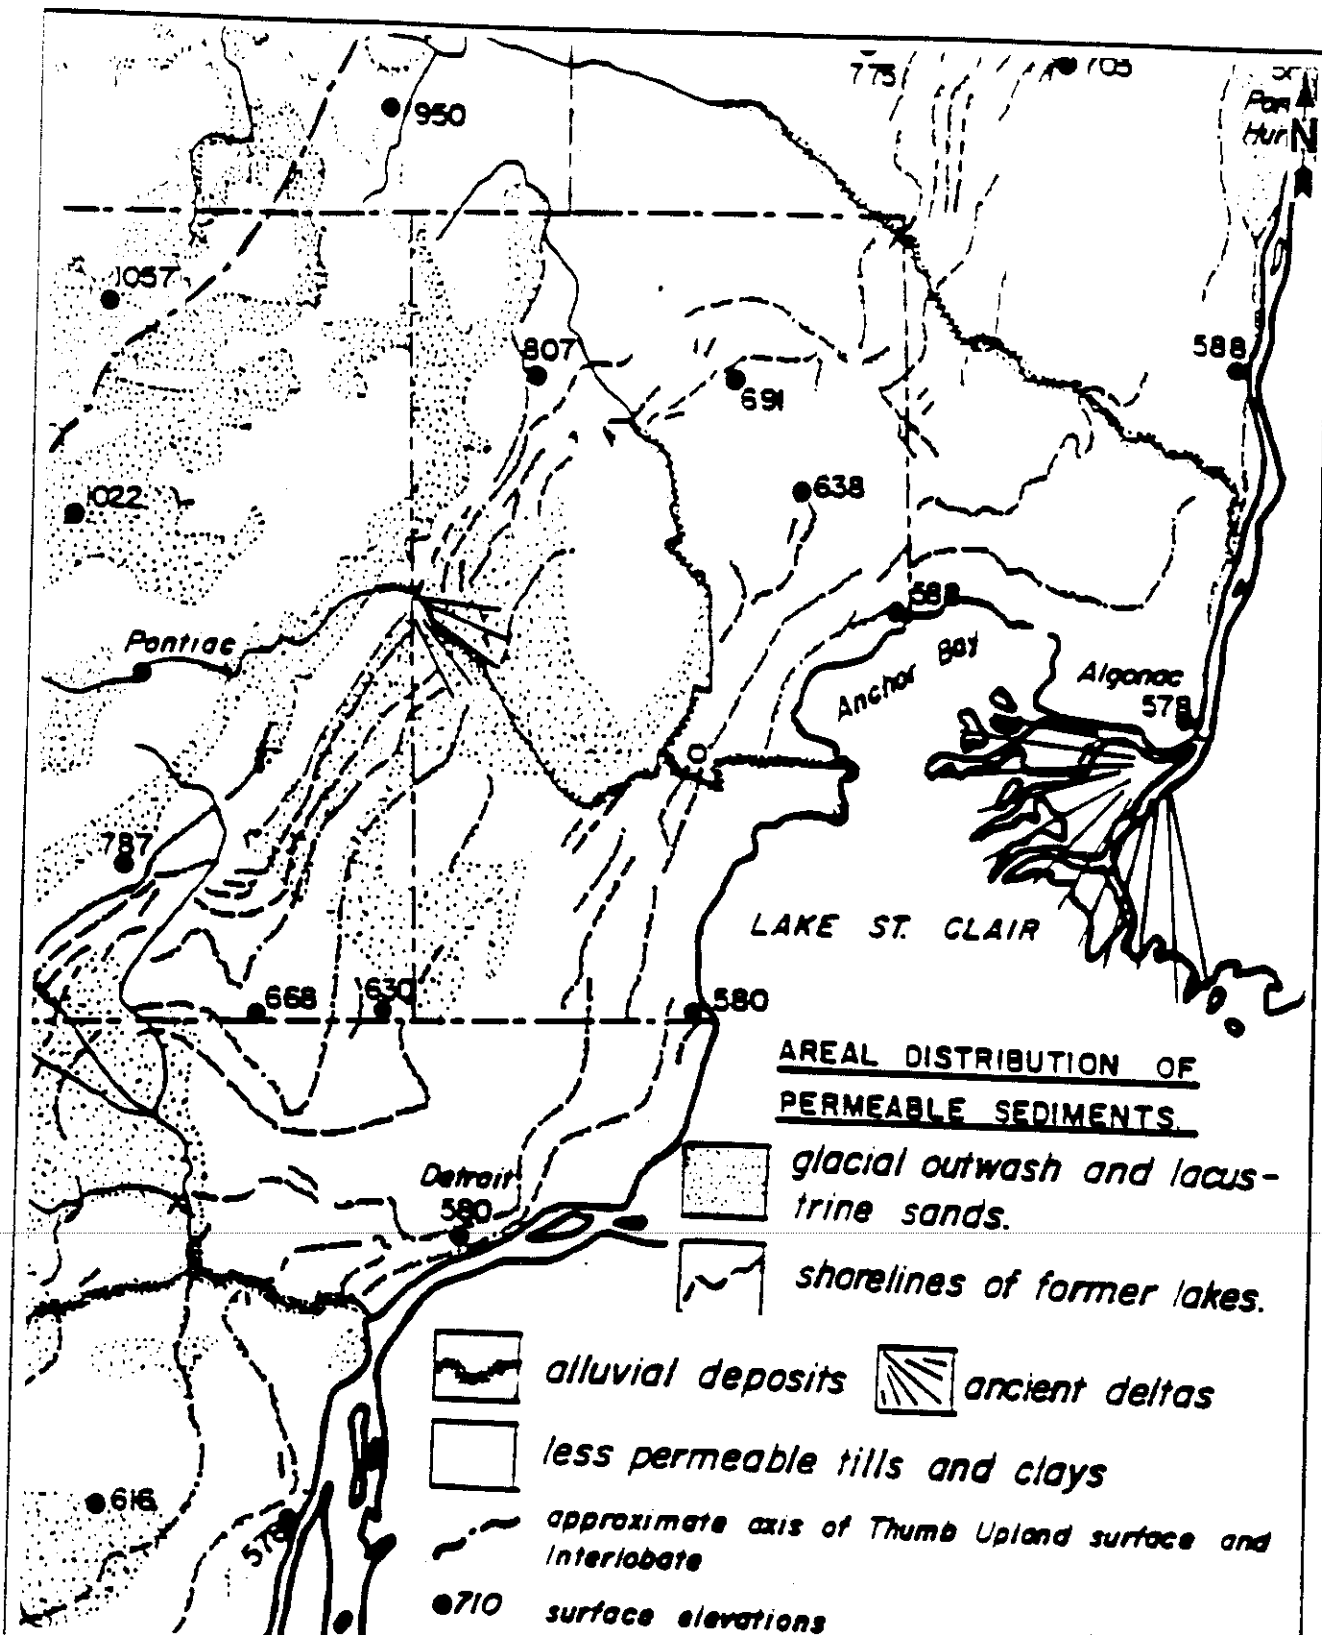 775
703
Hur N
950
1057
807
691
588
1022
638
588
Pontiac
Anchor Bay
Algonac
578
787
LAKE ST. CLAIR
668
630
580
AREAL DISTRIBUTION OF
PERMEABLE SEDIMENTS.
glacial outwash and lacus-
trine sands.
Detroit
580
shorelines of former lakes.
alluvial deposits
ancient deltas
less permeable tills and clays
616
578
approximate axis of Thumb Upland surface and
Interlobate
710 surface elevations